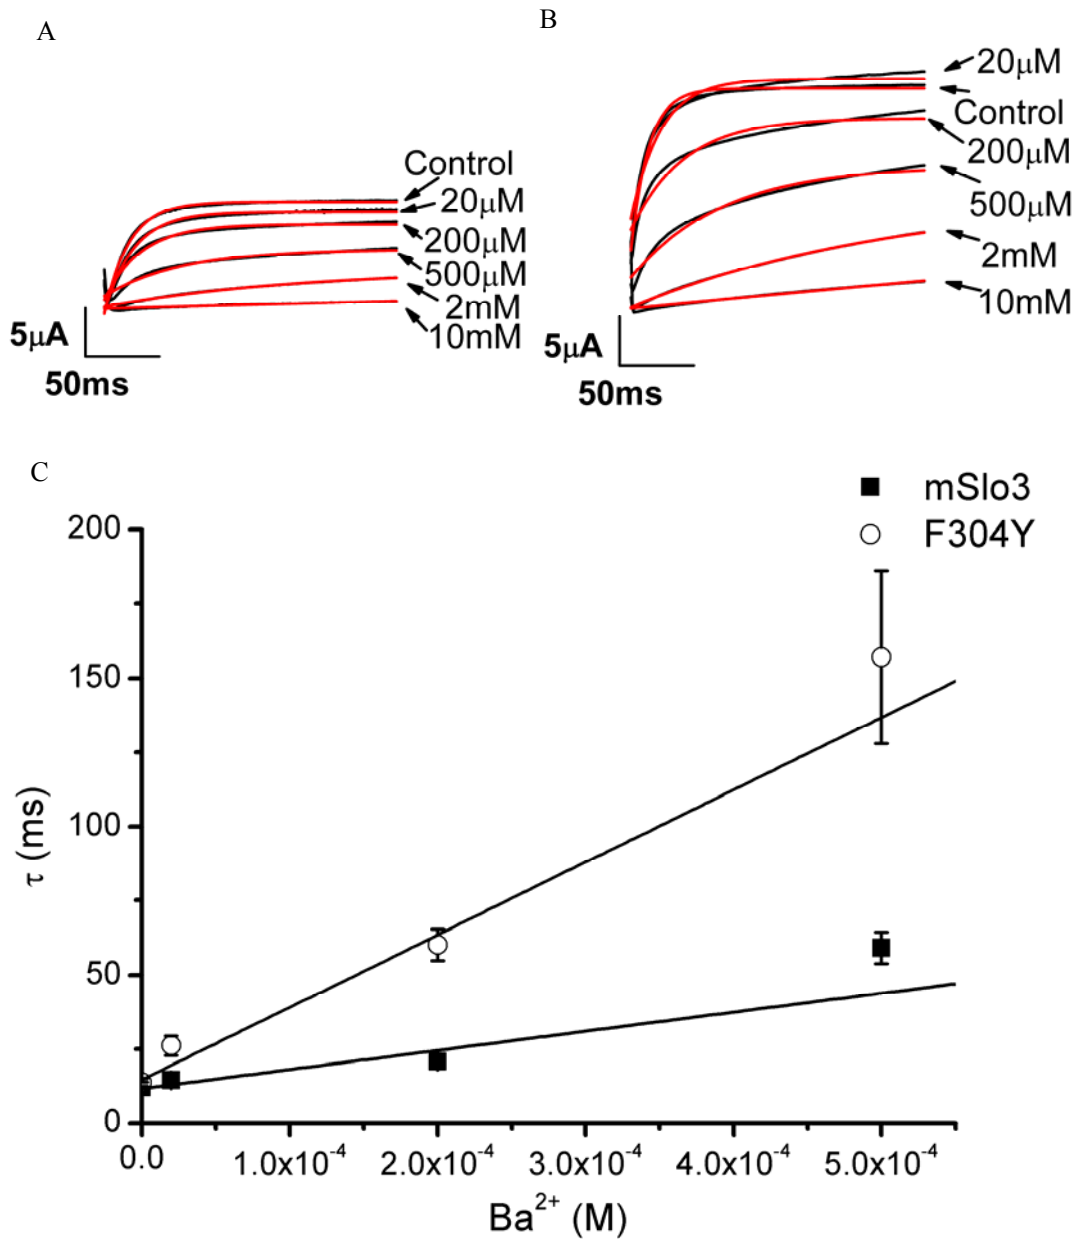 A
Control
20μM
200μM
500μM
2mM
10mM
5μA
50ms
B
20μM
Control
200μM
500μM
2mM
10mM
5μA
50ms
C
mSlo3
F304Y
200
150
100
50
0
τ (ms)
0.0 1.0x10⁻⁴ 2.0x10⁻⁴ 3.0x10⁻⁴ 4.0x10⁻⁴ 5.0x10⁻⁴
Ba²⁺ (M)